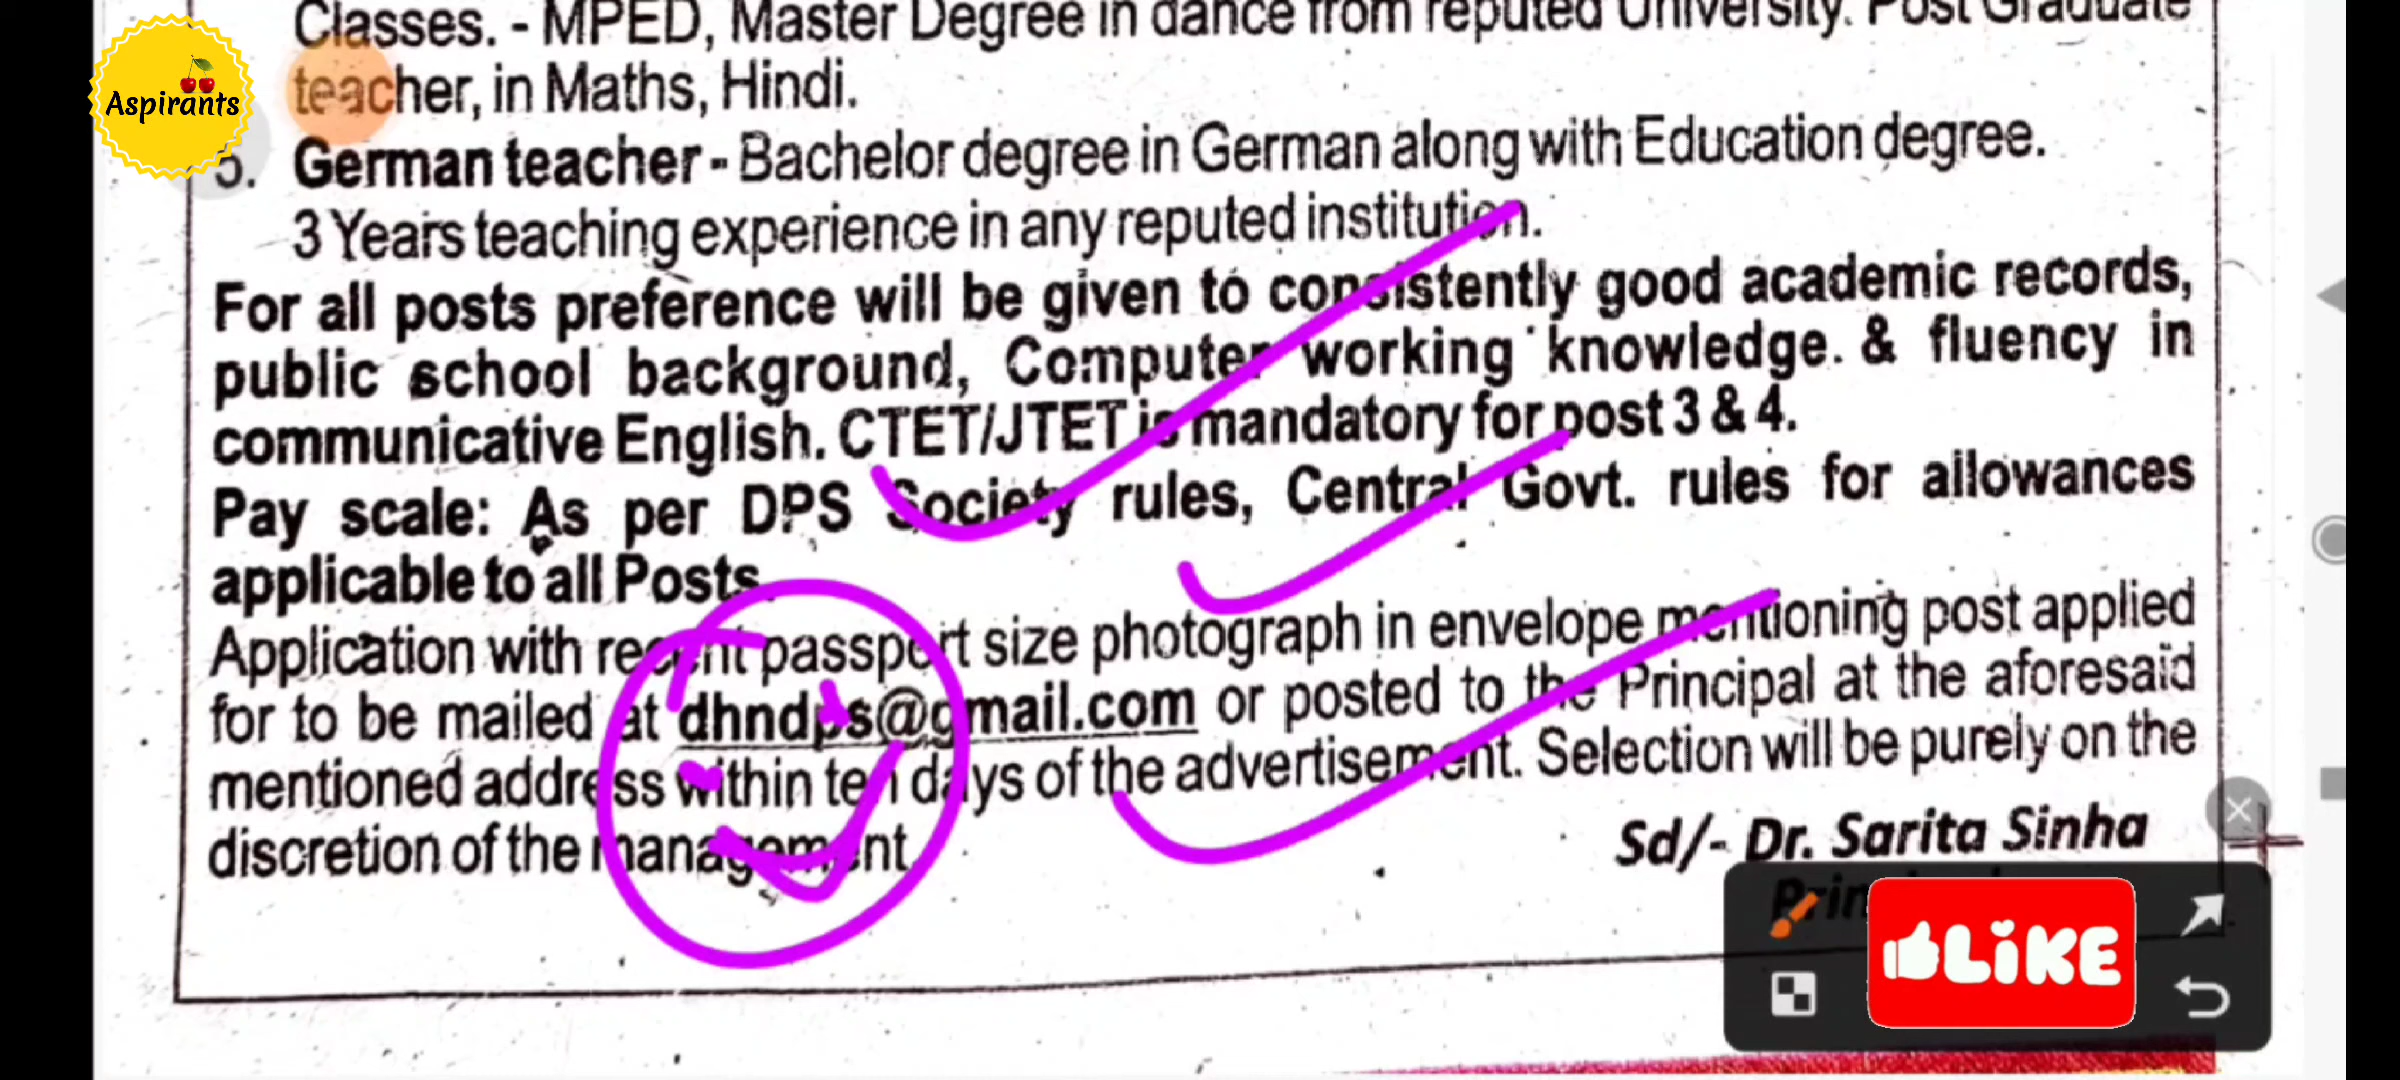 Classes. - MPED, Master Degree in dance from reputed University. Post Graduate
teacher, in Maths, Hindi.
Aspirants
5. German teacher - Bachelor degree in German along with Education degree.
3 Years teaching experience in any reputed institution.
For all posts preference will be given to consistently good academic records,
public school background, Computer working knowledge. & fluency in
communicative English. CTET/JTET is mandatory for post 3 & 4.
Pay scale: As per DPS Society rules, Central Govt. rules for allowances
applicable to all Posts.
Application with recent passport size photograph in envelope mentioning post applied
for to be mailed at dhndps@gmail.com or posted to the Principal at the aforesaid
mentioned address within ten days of the advertisement. Selection will be purely on the
discretion of the management.
Sd/- Dr. Sarita Sinha
LIKE